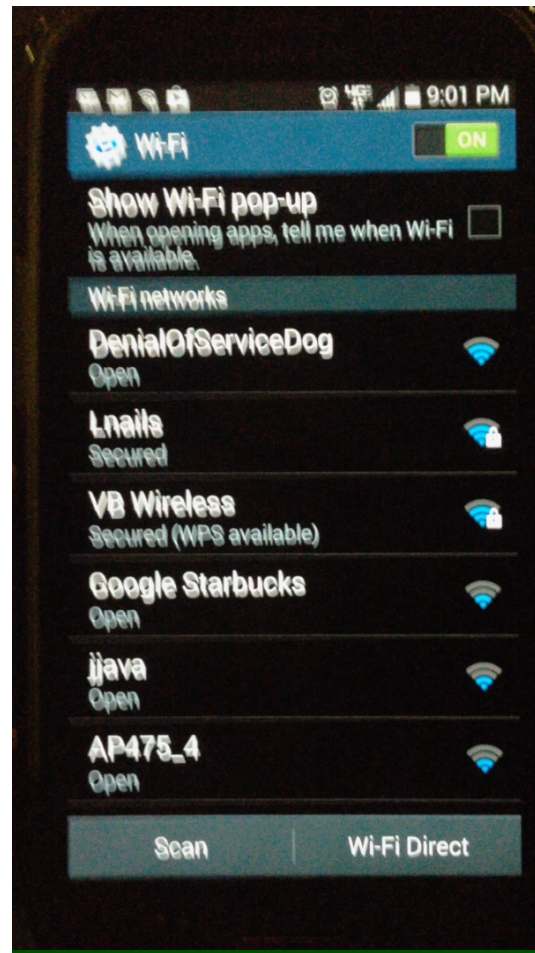 9:01 PM
Wi-Fi
ON
Show Wi-Fi pop-up
When opening apps, tell me when Wi-Fi
is available.
Wi-Fi networks
DenialOfServiceDog
Open
Lnails
Secured
VB Wireless
Secured (WPS available)
Google Starbucks
Open
jjava
Open
AP475_4
Open
Scan
Wi-Fi Direct